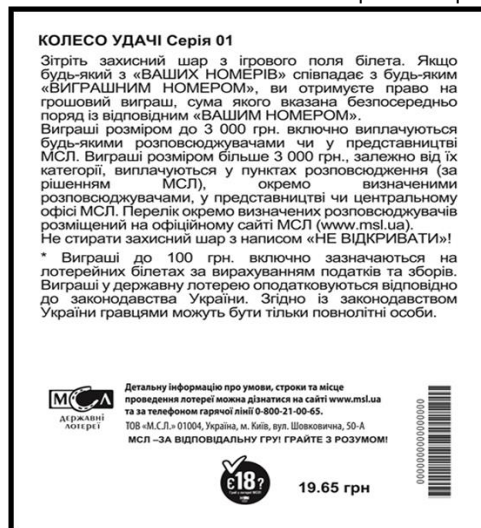 КОЛЕСО УДАЧІ Серія 01
Зітріть захисний шар з ігрового поля білета. Якщо
будь-який з «ВАШИХ НОМЕРІВ» співпадає з будь-яким
«ВИГРАШНИМ НОМЕРОМ», ви отримуєте право на
грошовий виграш, сума якого вказана безпосередньо
поряд із відповідним «ВАШИМ НОМЕРОМ».
Виграші розміром до 3 000 грн. включно виплачуються
будь-якими розповсюджувачами чи у представництві
МСЛ. Виграші розміром більше 3 000 грн., залежно від їх
категорії, виплачуються у пунктах розповсюдження (за
рішенням МСЛ), окремо визначеними
розповсюджувачами, у представництві чи центральному
офісі МСЛ. Перелік окремо визначених розповсюджувачів
розміщений на офіційному сайті МСЛ (www.msl.ua).
Не стирати захисний шар з написом «НЕ ВІДКРИВАТИ»!
* Виграші до 100 грн. включно зазначаються на
лотерейних білетах за вирахуванням податків та зборів.
Виграші у державну лотерею оподатковуються відповідно
до законодавства України. Згідно із законодавством
України гравцями можуть бути тільки повнолітні особи.
МСЛ
ДЕРЖАВНІ
ЛОТЕРЕЇ
Детальну інформацію про умови, строки та місце
проведення лотереї можна дізнатися на сайті www.msl.ua
та за телефоном гарячої лінії 0-800-21-00-65.
ТОВ «М.С.Л.» 01004, Україна, м. Київ, вул. Шовковична, 50-А
МСЛ –ЗА ВІДПОВІДАЛЬНУ ГРУ! ГРАЙТЕ З РОЗУМОМ!
Є18?
19.65 грн